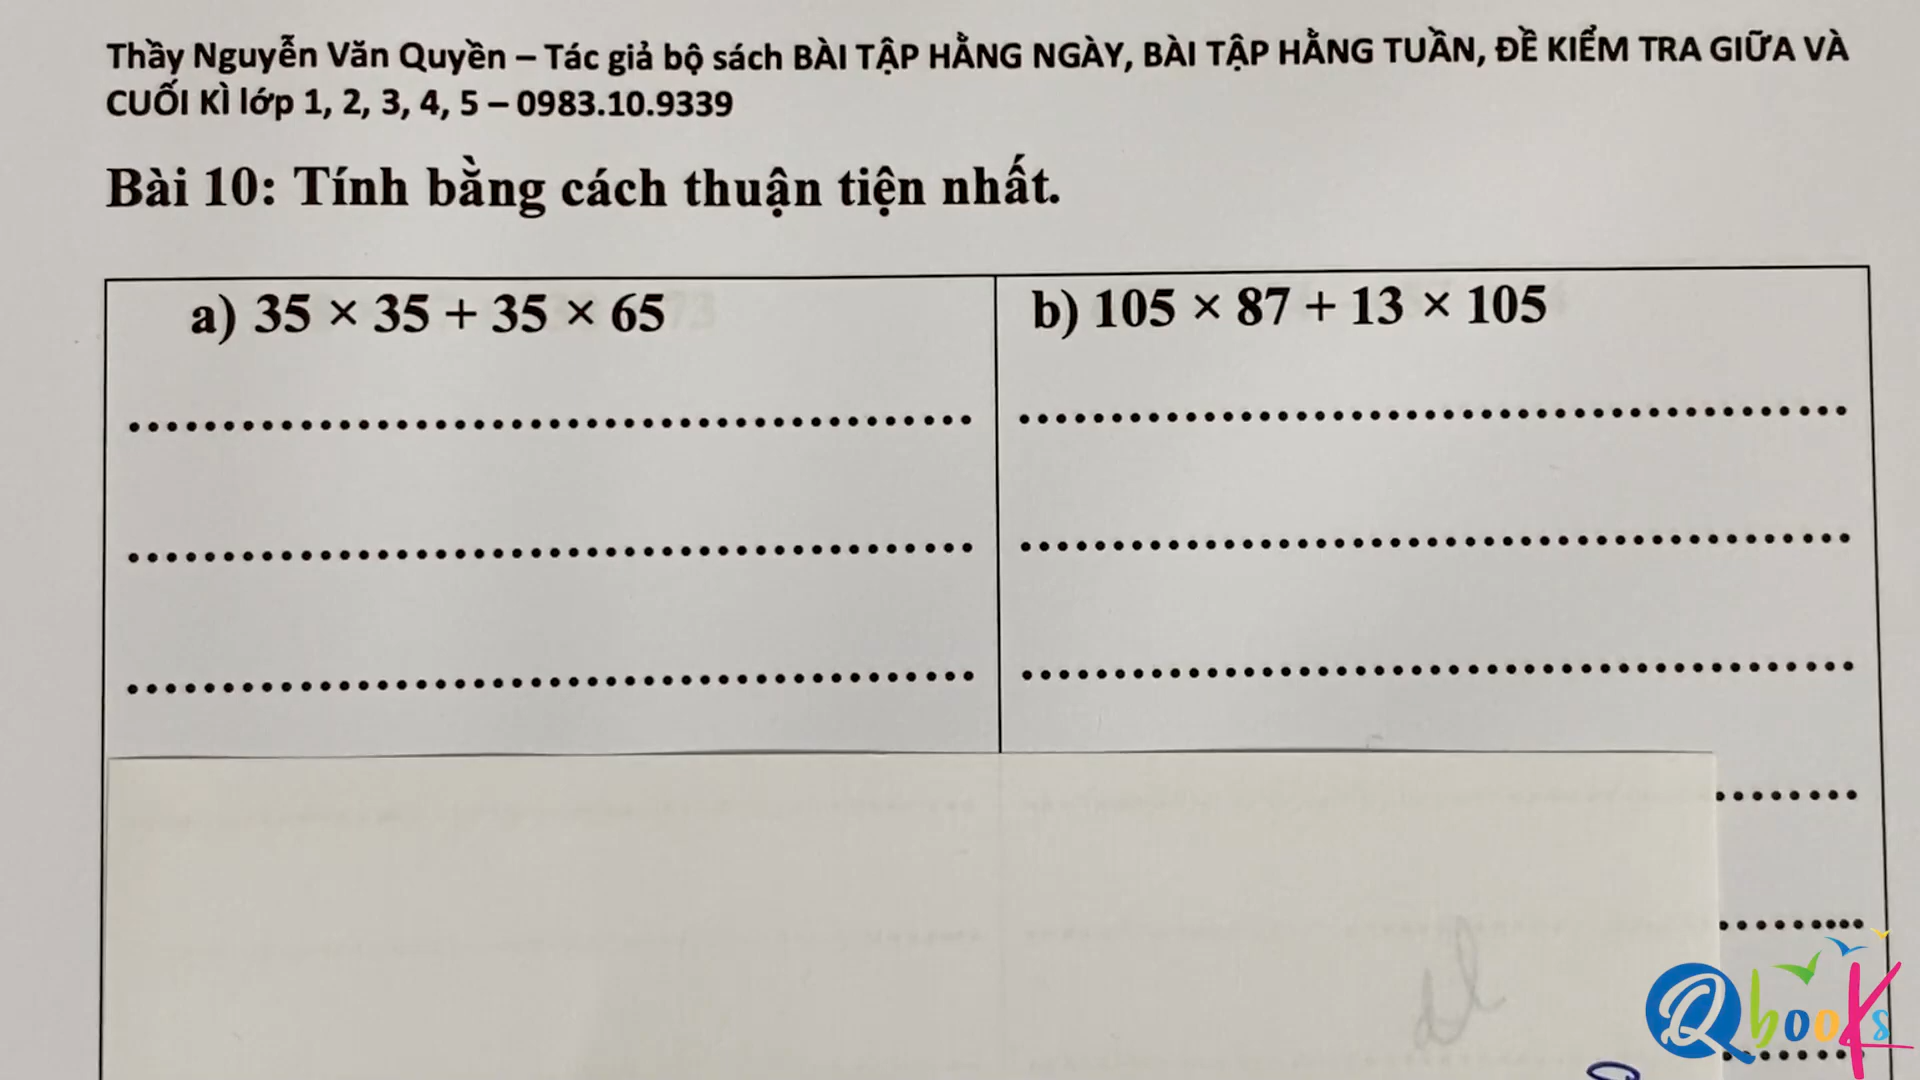 Thầy Nguyễn Văn Quyền – Tác giả bộ sách BÀI TẬP HẰNG NGÀY, BÀI TẬP HẰNG TUẦN, ĐỀ KIỂM TRA GIỮA VÀ
CUỐI KÌ lớp 1, 2, 3, 4, 5 – 0983.10.9339
Bài 10: Tính bằng cách thuận tiện nhất.
a) 35 × 35 + 35 × 65
b) 105 × 87 + 13 × 105
Qbooks